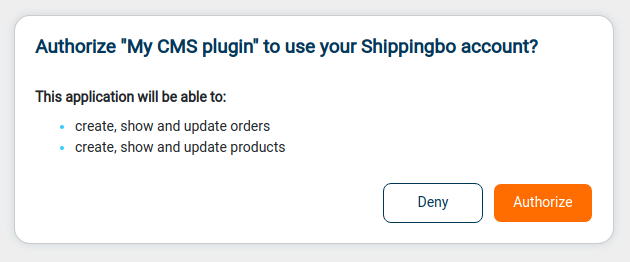 Authorize "My CMS plugin" to use your Shippingbo account?
This application will be able to:
create, show and update orders
create, show and update products
Deny Authorize